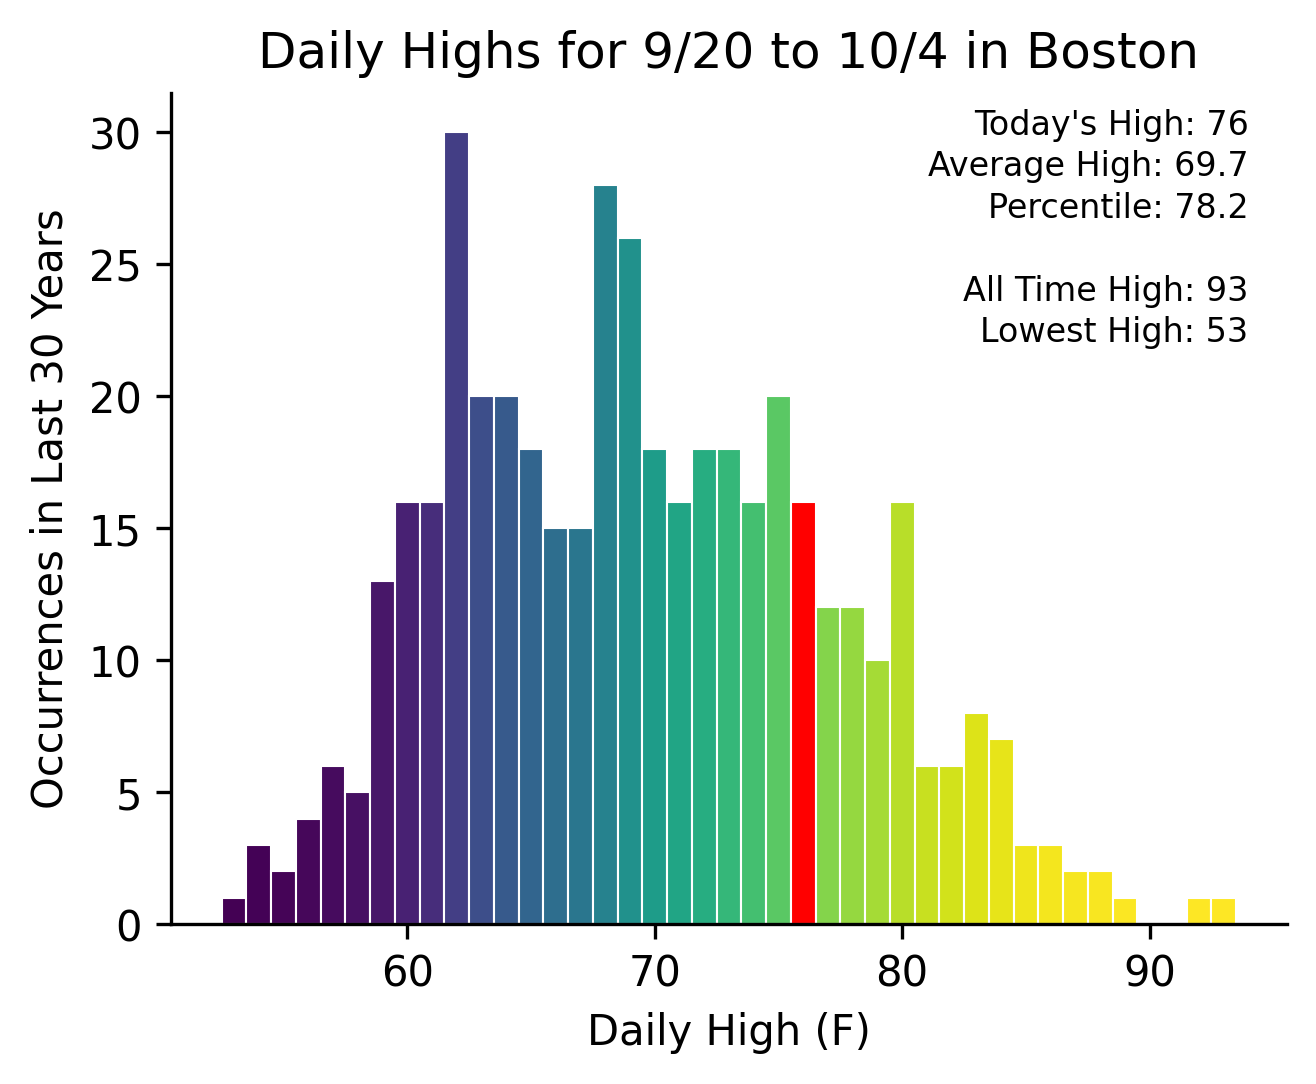 Daily Highs for 9/20 to 10/4 in Boston
Today's High: 76
Average High: 69.7
Percentile: 78.2
All Time High: 93
Lowest High: 53
Occurrences in Last 30 Years
30
25
20
15
10
5
0
60 70 80 90
Daily High (F)